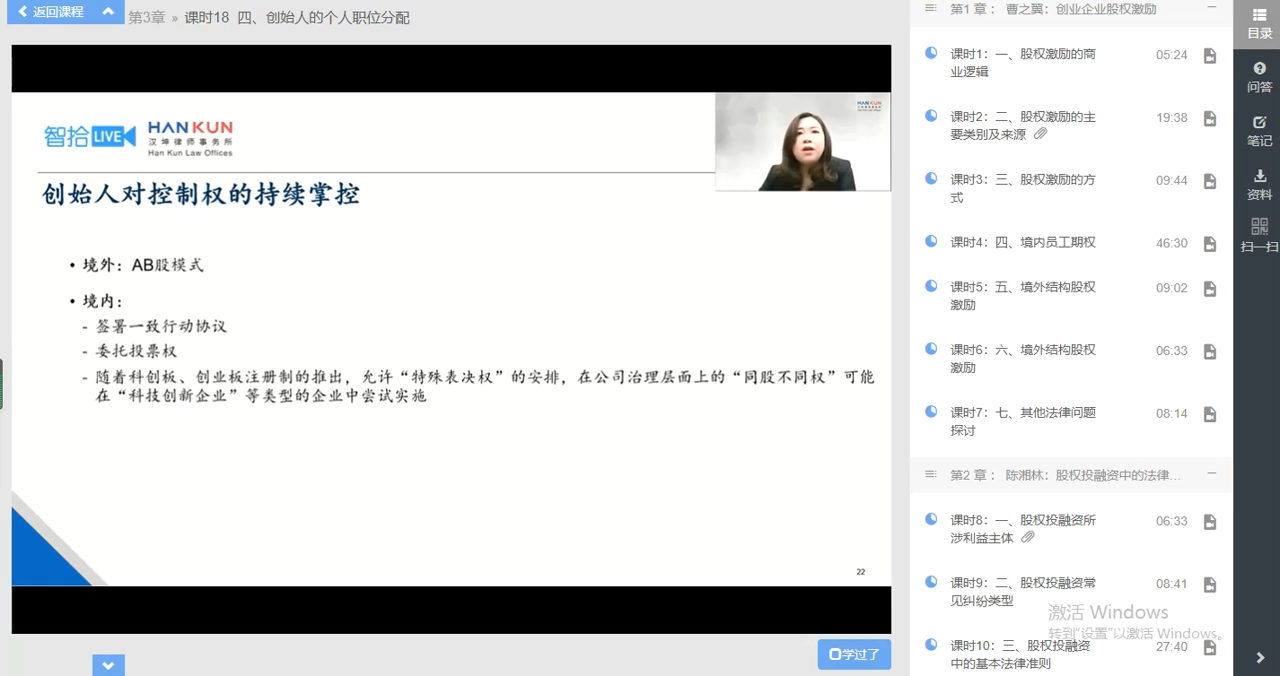 返回课程
第3章 » 课时18 四、创始人的个人职位分配
智拾LIVE
HANKUN
汉坤律师事务所
Han Kun Law Offices
HANKUN
创始人对控制权的持续掌控
• 境外：AB股模式
• 境内：
- 签署一致行动协议
- 委托投票权
- 随着科创板、创业板注册制的推出，允许“特殊表决权”的安排，在公司治理层面上的“同股不同权”可能
在“科技创新企业”等类型的企业中尝试实施
22
学过了
第1 章： 曹之翼：创业企业股权激励
课时1：一、股权激励的商
业逻辑
05:24
课时2：二、股权激励的主
要类别及来源
19:38
课时3：三、股权激励的方
式
09:44
课时4：四、境内员工期权
46:30
课时5：五、境外结构股权
激励
09:02
课时6：六、境外结构股权
激励
06:33
课时7：七、其他法律问题
探讨
08:14
第2 章： 陈湘林：股权投融资中的法律...
课时8：一、股权投融资所
涉利益主体
06:33
课时9：二、股权投融资常
见纠纷类型
08:41
课时10：三、股权投融资
中的基本法律准则
27:40
激活 Windows
转到“设置”以激活 Windows。
目录
问答
笔记
资料
扫一扫